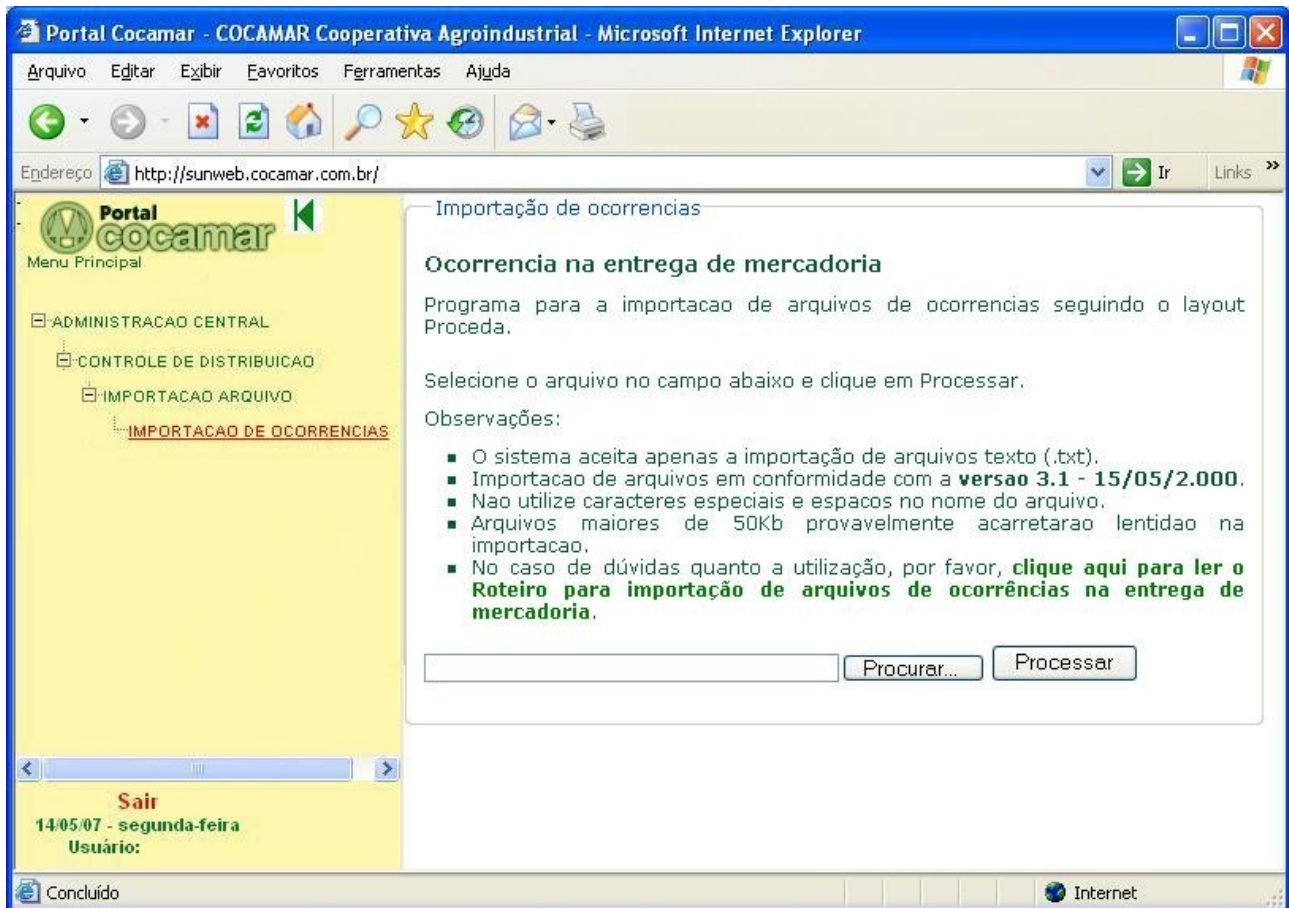 Portal Cocamar - COCAMAR Cooperativa Agroindustrial - Microsoft Internet Explorer
Arquivo Editar Exibir Favoritos Ferramentas Ajuda
Endereço http://sunweb.cocamar.com.br/ Ir Links »
Portal
cocamar
Menu Principal
ADMINISTRACAO CENTRAL
CONTROLE DE DISTRIBUICAO
IMPORTACAO ARQUIVO
IMPORTACAO DE OCORRENCIAS
Sair
14/05/07 - segunda-feira
Usuário:
Importação de ocorrencias
Ocorrencia na entrega de mercadoria
Programa para a importacao de arquivos de ocorrencias seguindo o layout
Proceda.
Selecione o arquivo no campo abaixo e clique em Processar.
Observações:
O sistema aceita apenas a importação de arquivos texto (.txt).
Importacao de arquivos em conformidade com a versao 3.1 - 15/05/2.000.
Nao utilize caracteres especiais e espacos no nome do arquivo.
Arquivos maiores de 50Kb provavelmente acarretarao lentidao na
importacao.
No caso de dúvidas quanto a utilização, por favor, clique aqui para ler o
Roteiro para importação de arquivos de ocorrências na entrega de
mercadoria.
Procurar... Processar
Concluído Internet